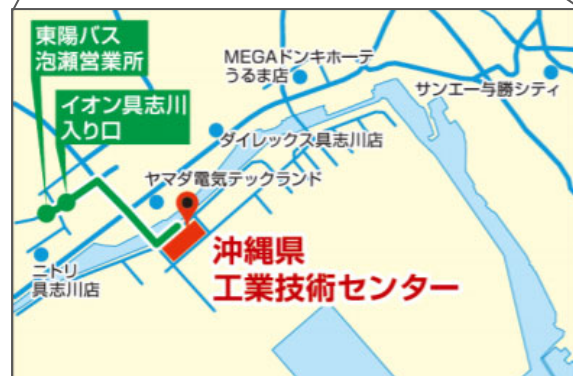 東陽バス
泡瀬営業所
イオン具志川
入り口
MEGAドンキホーテ
うるま店
サンエー与勝シティ
ダイレックス具志川店
ヤマダ電気テックランド
ニトリ
具志川店
沖縄県
工業技術センター